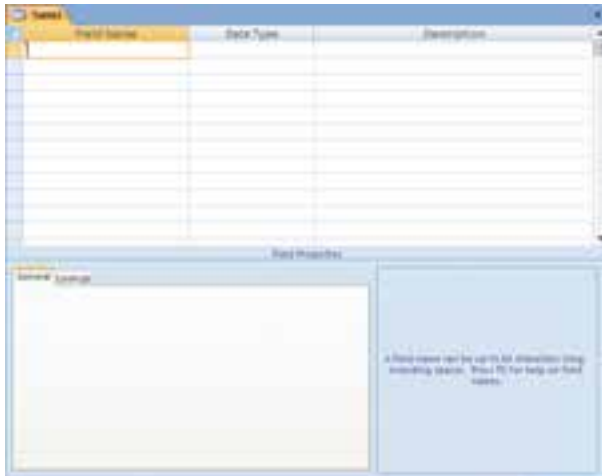 Table1
Field Name Data Type Description
Field Properties
General Lookup
A field name can be up to 64 characters long,
including spaces. Press F1 for help on field
names.